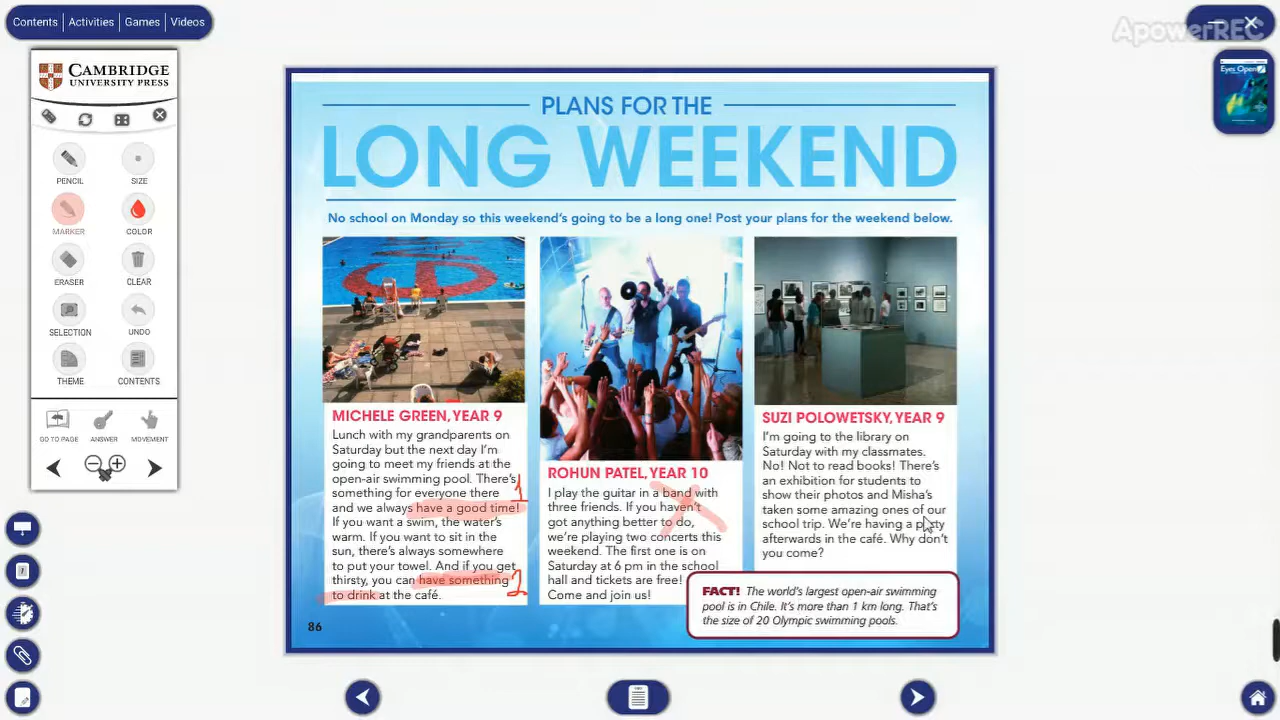 Contents Activities Games Videos
ApowerREC
CAMBRIDGE
UNIVERSITY PRESS
PENCIL SIZE
MARKER COLOR
ERASER CLEAR
SELECTION UNDO
THEME CONTENTS
GO TO PAGE ANSWER MOVEMENT
Eyes Open
PLANS FOR THE
LONG WEEKEND
No school on Monday so this weekend's going to be a long one! Post your plans for the weekend below.
MICHELE GREEN, YEAR 9
Lunch with my grandparents on
Saturday but the next day I'm
going to meet my friends at the
open-air swimming pool. There's
something for everyone there
and we always have a good time!
If you want a swim, the water's
warm. If you want to sit in the
sun, there's always somewhere
to put your towel. And if you get
thirsty, you can have something
to drink at the café.
1
2
ROHUN PATEL, YEAR 10
I play the guitar in a band with
three friends. If you haven't
got anything better to do,
we're playing two concerts this
weekend. The first one is on
Saturday at 6 pm in the school
hall and tickets are free!
Come and join us!
SUZI POLOWETSKY, YEAR 9
I'm going to the library on
Saturday with my classmates.
No! Not to read books! There's
an exhibition for students to
show their photos and Misha's
taken some amazing ones of our
school trip. We're having a party
afterwards in the café. Why don't
you come?
FACT! The world's largest open-air swimming
pool is in Chile. It's more than 1 km long. That's
the size of 20 Olympic swimming pools.
86